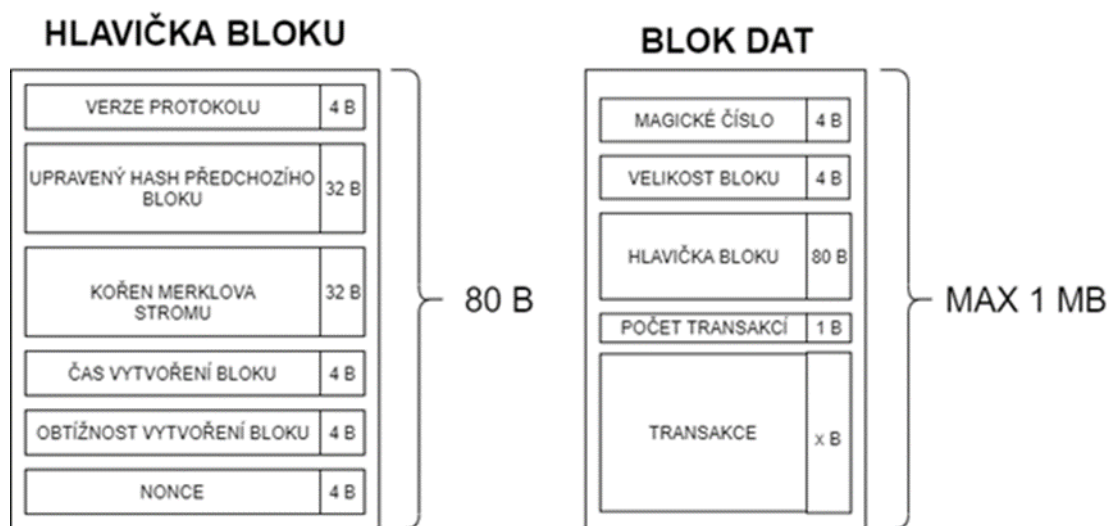 HLAVIČKA BLOKU
VERZE PROTOKOLU 4 B
UPRAVENÝ HASH PŘEDCHOZÍHO
BLOKU
32 B
KOŘEN MERKLOVA
STROMU
32 B
ČAS VYTVOŘENÍ BLOKU 4 B
OBTÍŽNOST VYTVOŘENÍ BLOKU 4 B
NONCE 4 B
80 B
BLOK DAT
MAGICKÉ ČÍSLO 4 B
VELIKOST BLOKU 4 B
HLAVIČKA BLOKU 80 B
POČET TRANSAKCÍ 1 B
TRANSAKCE x B
MAX 1 MB